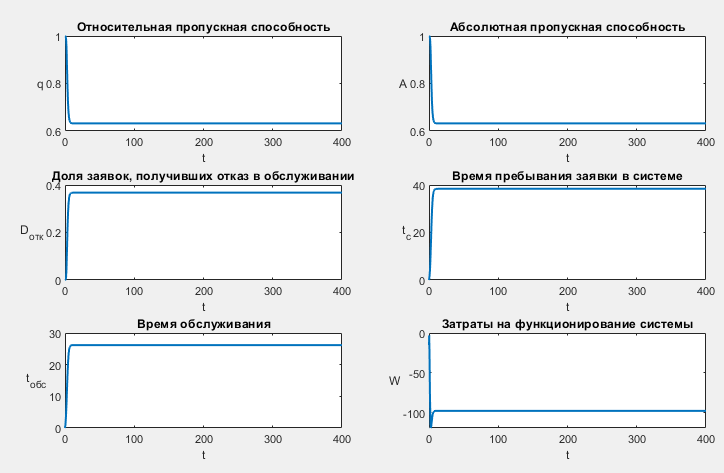 Относительная пропускная способность
1
q 0.8
0.6
0 100 200 300 400
t
Абсолютная пропускная способность
1
A 0.8
0.6
0 100 200 300 400
t
Доля заявок, получивших отказ в обслуживании
0.4
Dотк 0.2
0
0 100 200 300 400
t
Время пребывания заявки в системе
40
tс 20
0
0 100 200 300 400
t
Время обслуживания
30
20
tобс
10
0
0 100 200 300 400
t
Затраты на функционирование системы
0
-50
W
-100
0 100 200 300 400
t